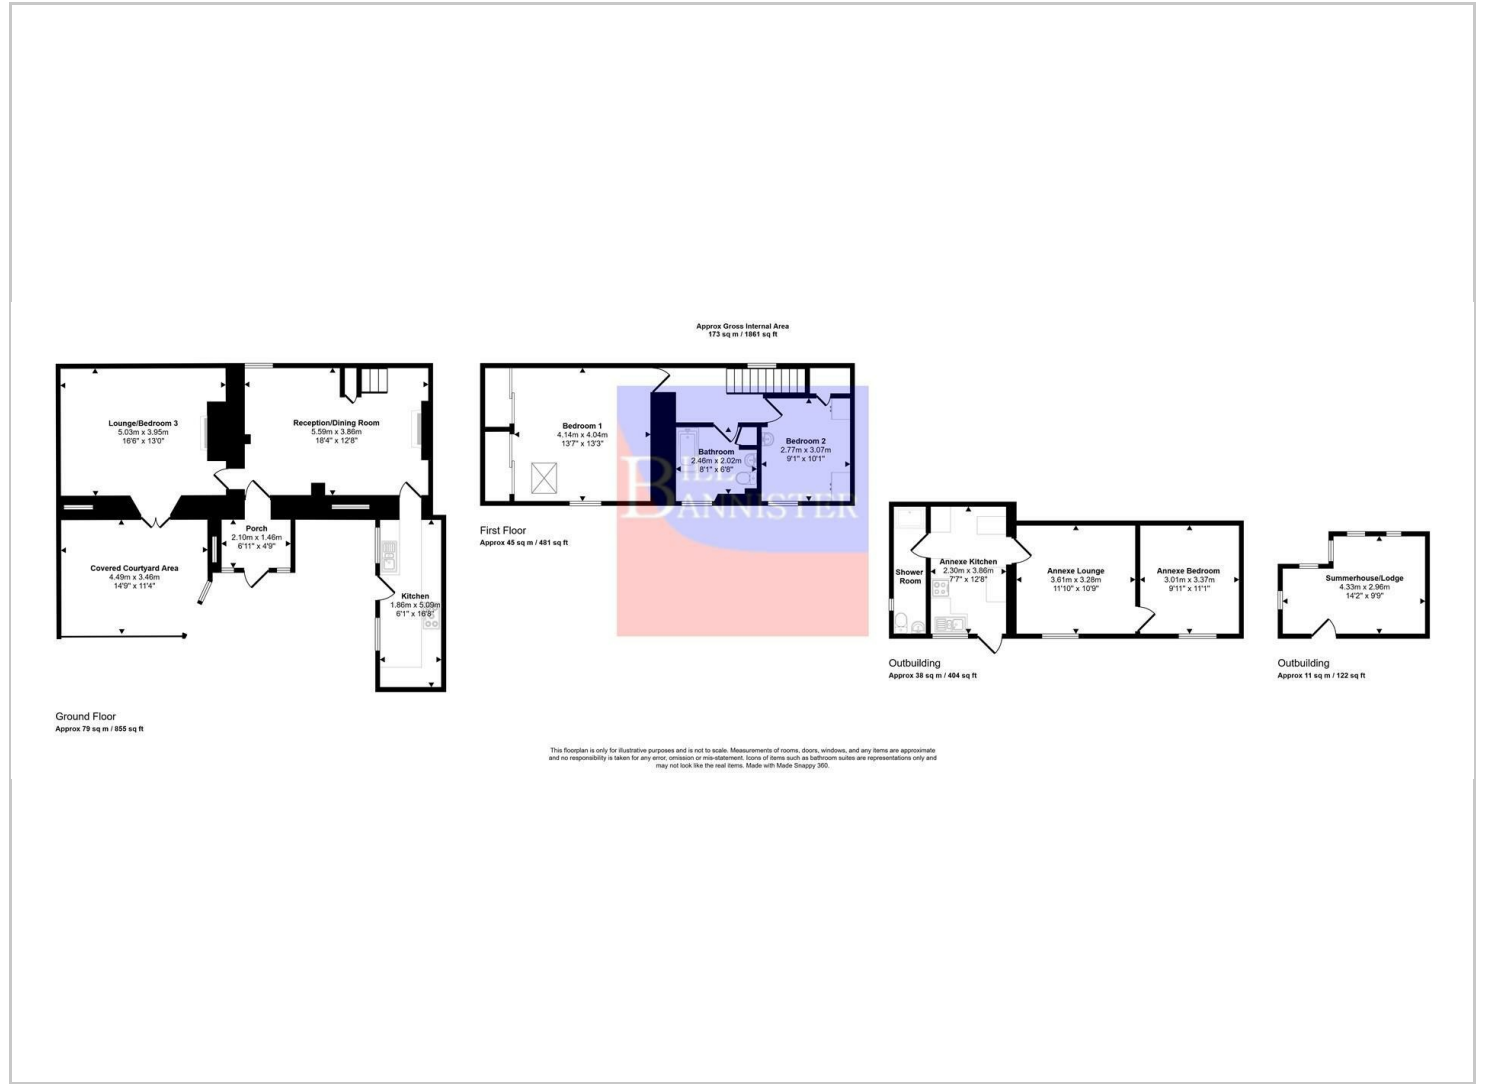 Approx Gross Internal Area
173 sq m / 1861 sq ft
Lounge/Bedroom 3
5.03m x 3.95m
16'6" x 13'0"
Reception/Dining Room
5.59m x 3.86m
18'4" x 12'8"
Porch
2.10m x 1.46m
6'11" x 4'9"
Covered Courtyard Area
4.49m x 3.46m
14'9" x 11'4"
Kitchen
1.86m x 5.09m
6'1" x 16'8"
Ground Floor
Approx 79 sq m / 855 sq ft
Bedroom 1
4.14m x 4.04m
13'7" x 13'3"
Bathroom
2.46m x 2.02m
8'1" x 6'8"
Bedroom 2
2.77m x 3.07m
9'1" x 10'1"
BILL
BANNISTER
First Floor
Approx 45 sq m / 481 sq ft
Shower
Room
Annexe Kitchen
2.30m x 3.86m
7'7" x 12'8"
Annexe Lounge
3.61m x 3.28m
11'10" x 10'9"
Annexe Bedroom
3.01m x 3.37m
9'11" x 11'1"
Outbuilding
Approx 38 sq m / 404 sq ft
Summerhouse/Lodge
4.33m x 2.96m
14'2" x 9'9"
Outbuilding
Approx 11 sq m / 122 sq ft
This floorplan is only for illustrative purposes and is not to scale. Measurements of rooms, doors, windows, and any items are approximate
and no responsibility is taken for any error, omission or mis-statement. Icons of items such as bathroom suites are representations only and
may not look like the real items. Made with Made Snappy 360.